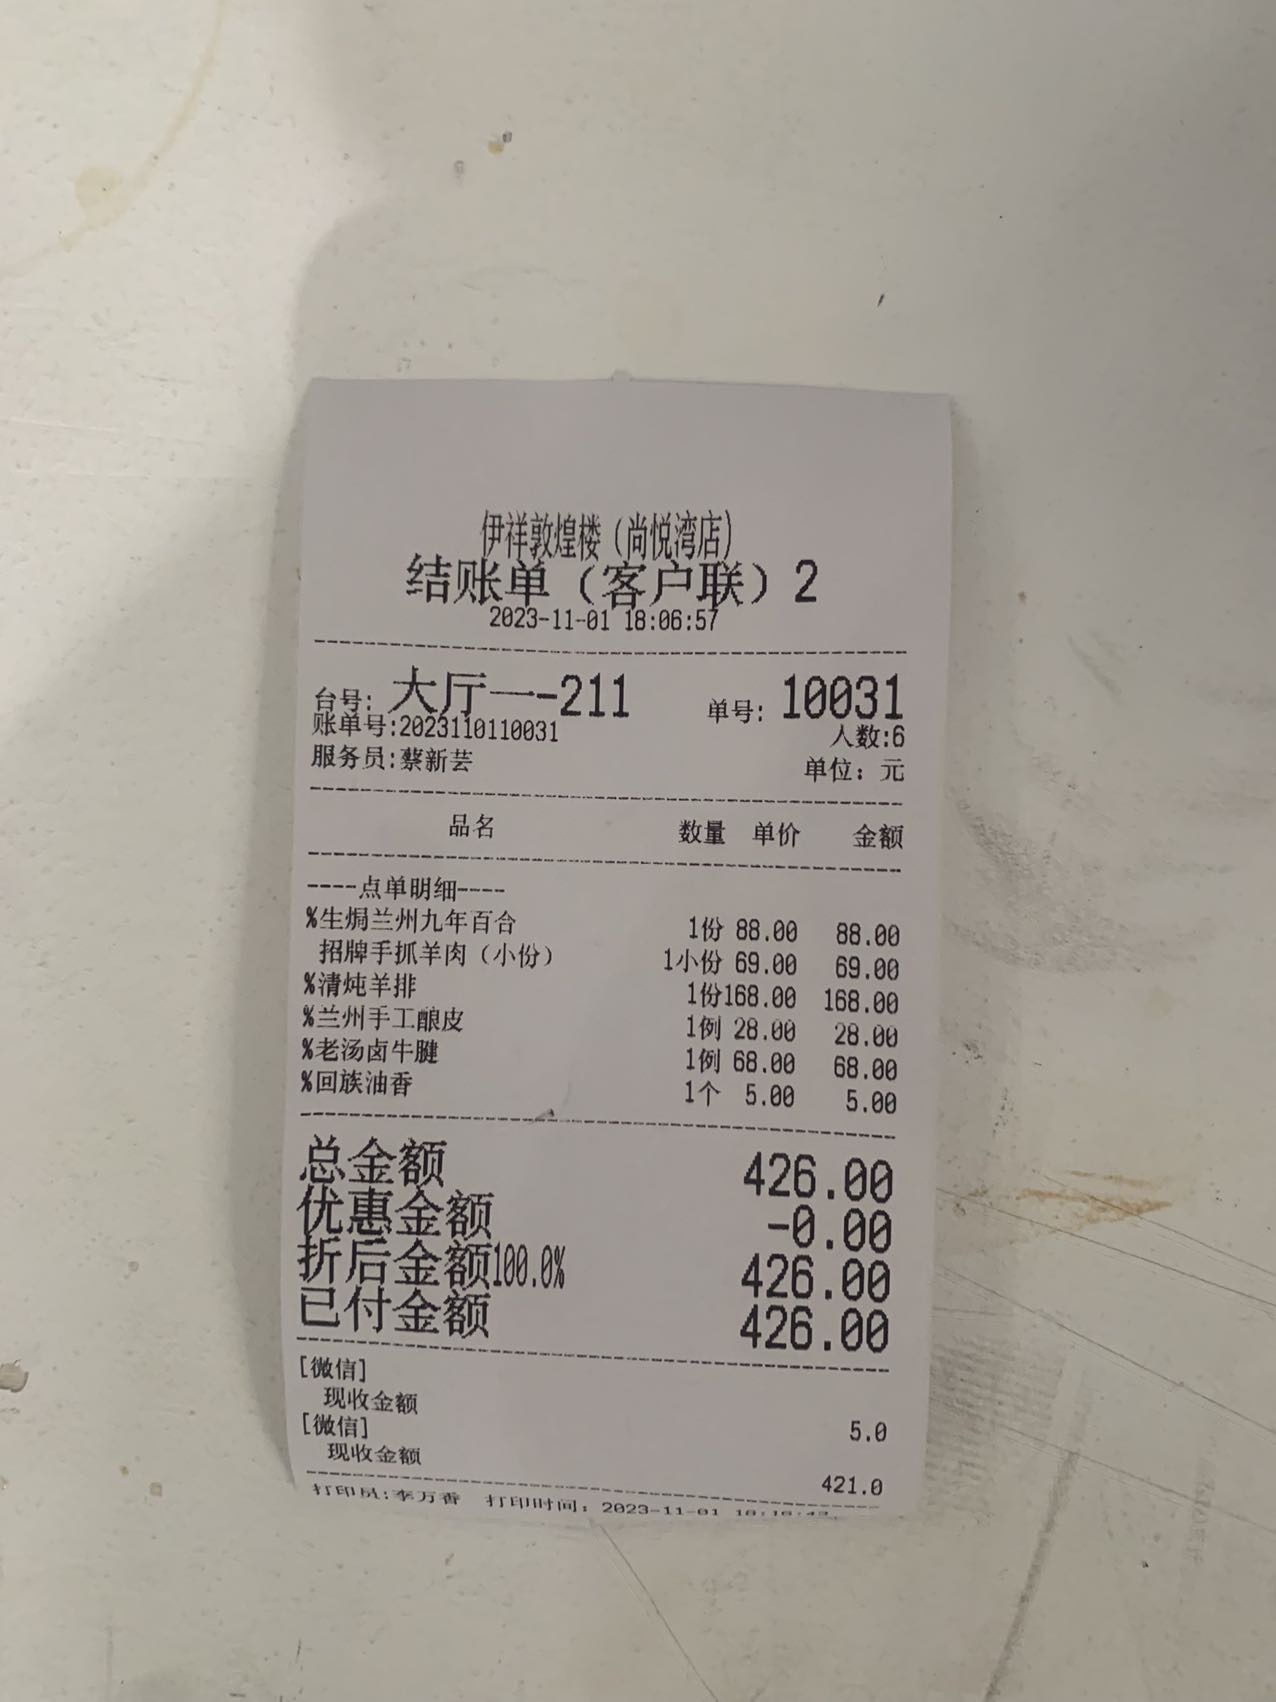 伊祥敦煌楼（尚悦湾店）
结账单（客户联）2
2023-11-01 18:06:57
台号: 大厅一-211 单号: 10031
账单号:2023110110031 人数:6
服务员:蔡新芸 单位: 元
品名 数量 单价 金额
----点单明细----
%生焗兰州九年百合 1份 88.00 88.00
招牌手抓羊肉（小份） 1小份 69.00 69.00
%清炖羊排 1份168.00 168.00
%兰州手工酿皮 1例 28.00 28.00
%老汤卤牛腱 1例 68.00 68.00
%回族油香 1个 5.00 5.00
总金额 426.00
优惠金额 -0.00
折后金额100.0% 426.00
已付金额 426.00
[微信]
现收金额 5.0
[微信]
现收金额 421.0
打印员:李万香 打印时间: 2023-11-01